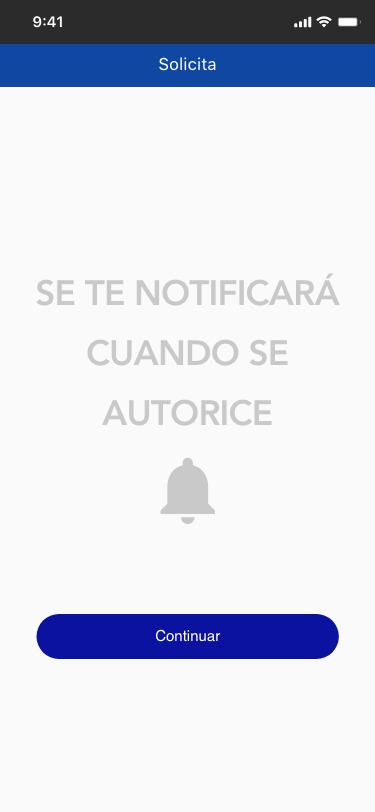 9:41
Solicita
SE TE NOTIFICARÁ
CUANDO SE
AUTORICE
Continuar